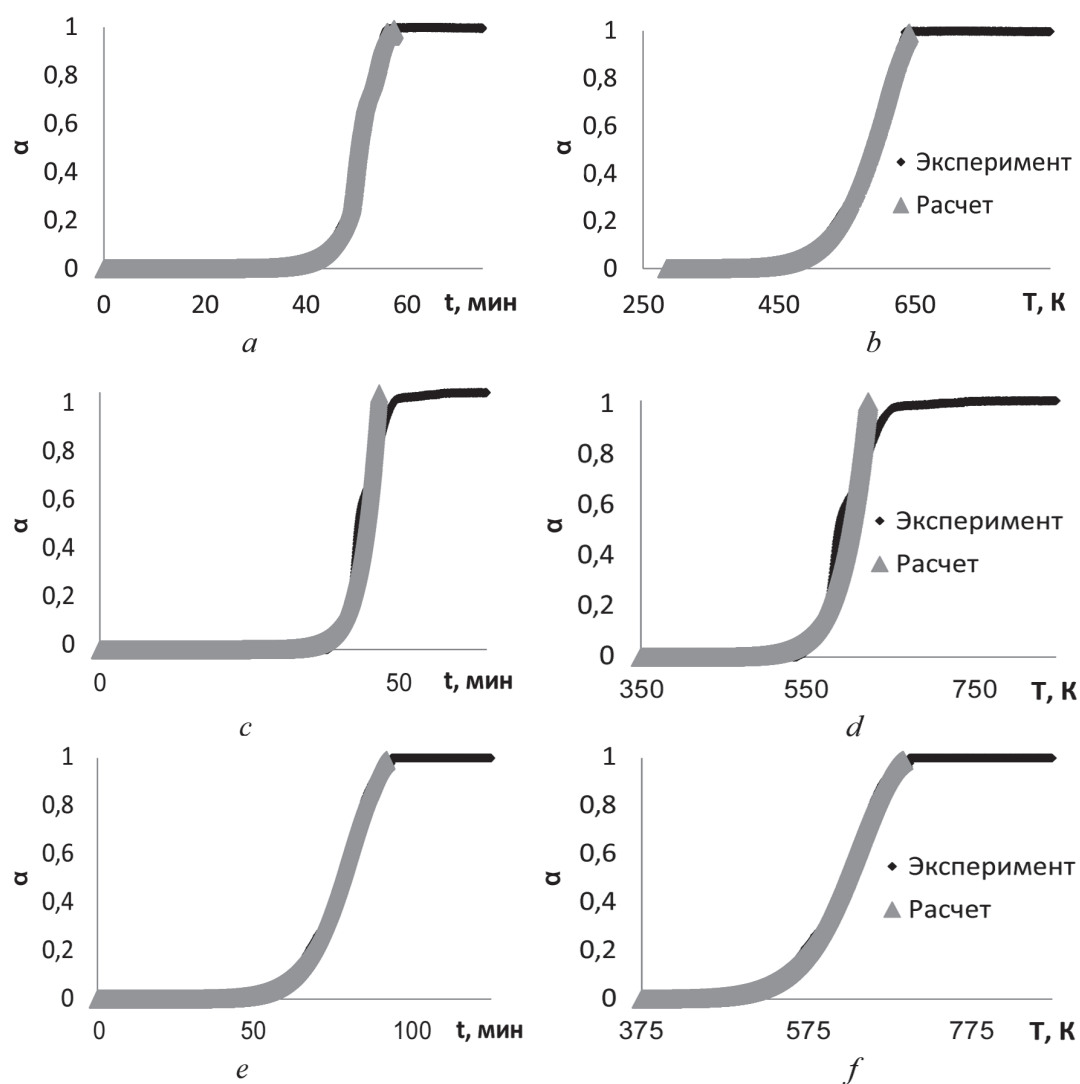 1
0,8
0,6
0,4
0,2
0
α
0 20 40 60 t, мин
a
1
0,8
0,6
0,4
0,2
0
α
Эксперимент
Расчет
250 450 650 T, K
b
1
0,8
0,6
0,4
0,2
0
α
0 50 t, мин
c
1
0,8
0,6
0,4
0,2
0
α
Эксперимент
Расчет
350 550 750 T, K
d
1
0,8
0,6
0,4
0,2
0
α
0 50 100 t, мин
e
1
0,8
0,6
0,4
0,2
0
α
Эксперимент
Расчет
375 575 775 T, K
f